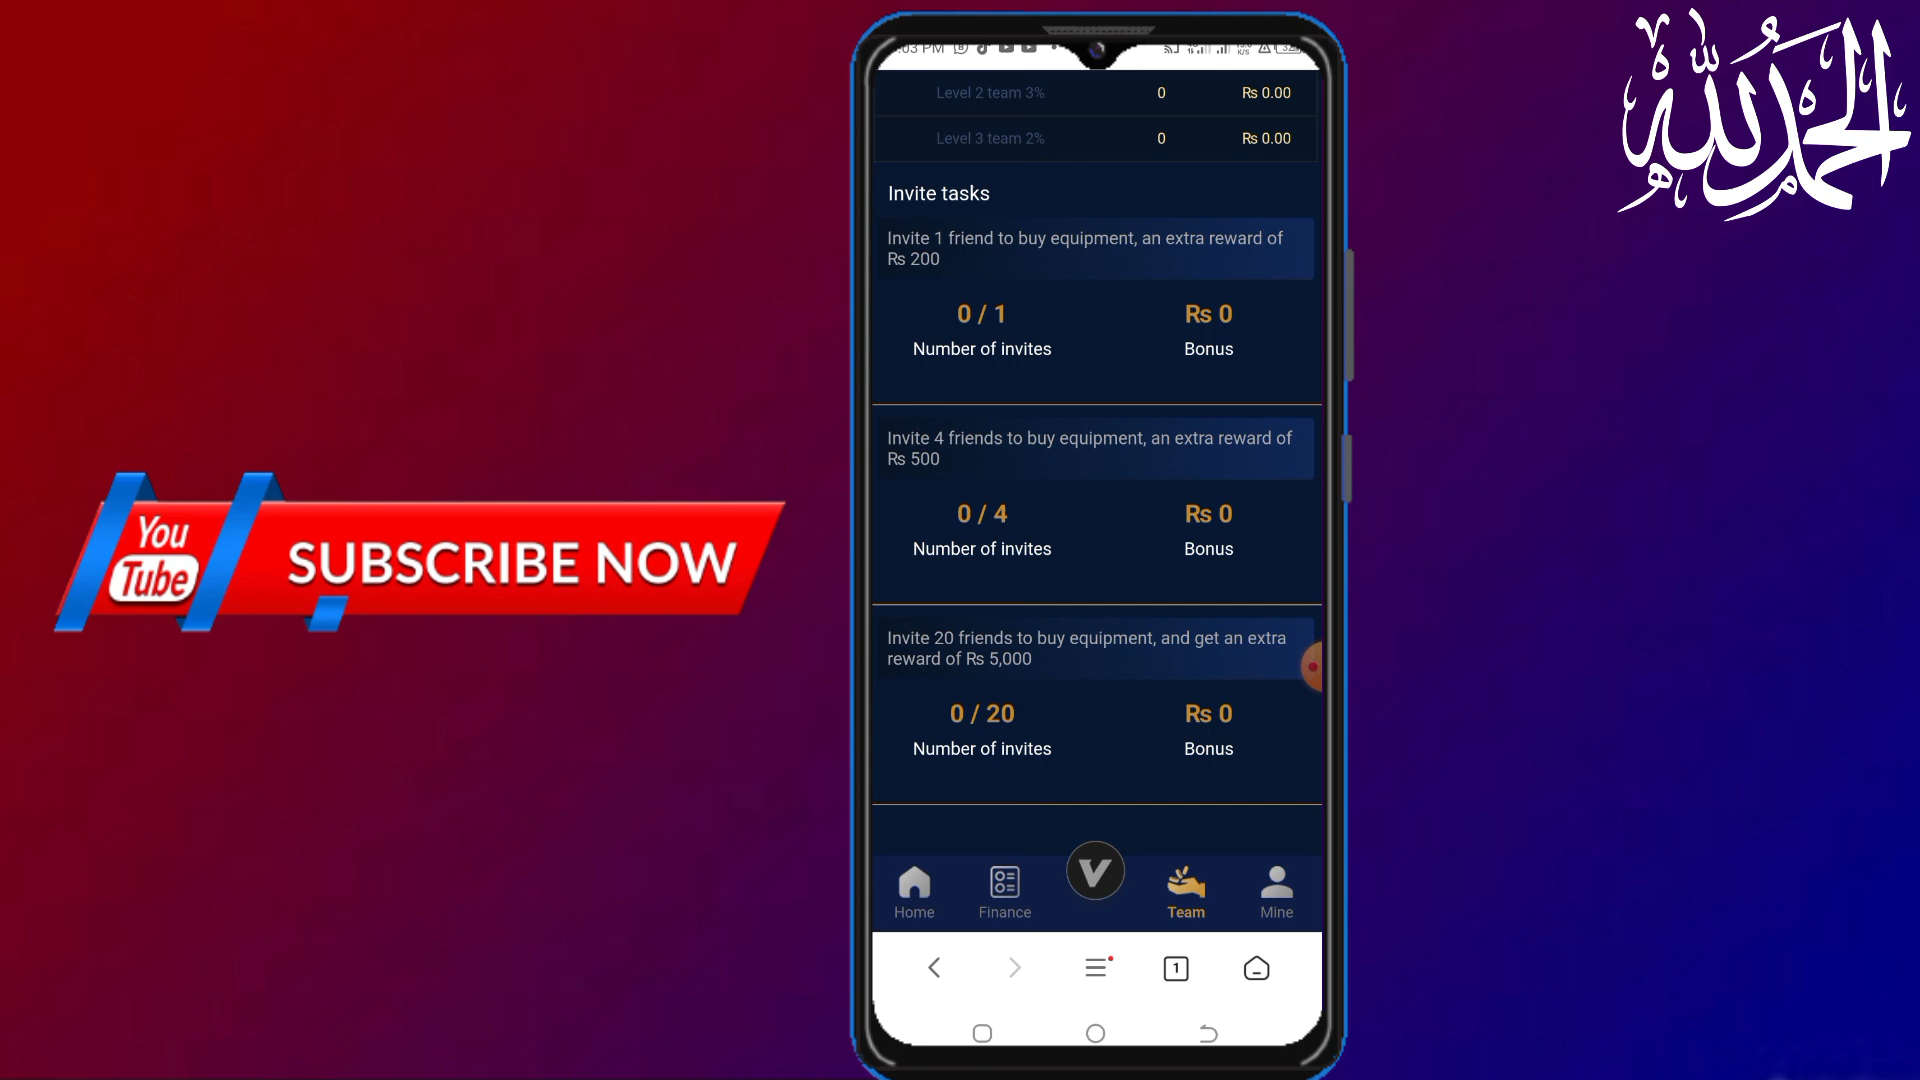 الحمد لله
:03 PM
Level 2 team 3% 0 Rs 0.00
Level 3 team 2% 0 Rs 0.00
Invite tasks
Invite 1 friend to buy equipment, an extra reward of
Rs 200
0 / 1 Rs 0
Number of invites Bonus
Invite 4 friends to buy equipment, an extra reward of
Rs 500
0 / 4 Rs 0
Number of invites Bonus
You
Tube
SUBSCRIBE NOW
Invite 20 friends to buy equipment, and get an extra
reward of Rs 5,000
0 / 20 Rs 0
Number of invites Bonus
V
Home Finance Team Mine
1